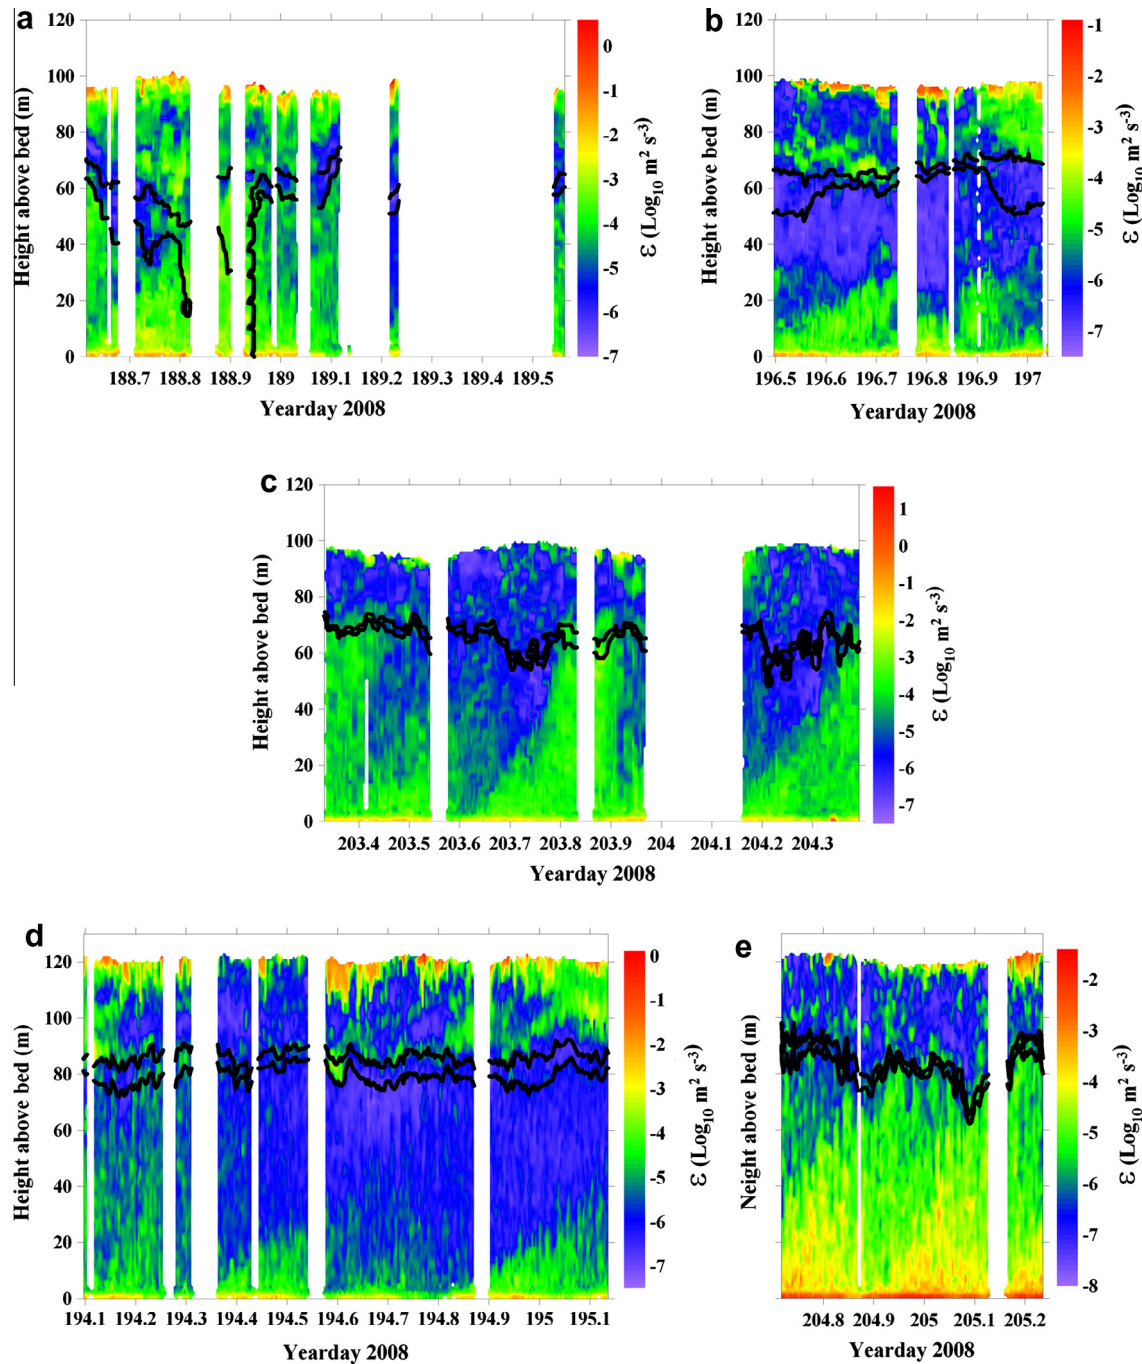 a
120
100
80
60
40
20
0
Height above bed (m)
188.7 188.8 188.9 189 189.1 189.2 189.3 189.4 189.5
Yearday 2008
0
-1
-2
-3
-4
-5
-6
-7
ε (Log10 m2 s-3)
b
120
100
80
60
40
20
0
Height above bed (m)
196.5 196.6 196.7 196.8 196.9 197
Yearday 2008
-1
-2
-3
-4
-5
-6
-7
ε (Log10 m2 s-3)
c
120
100
80
60
40
20
0
Height above bed (m)
203.4 203.5 203.6 203.7 203.8 203.9 204 204.1 204.2 204.3
Yearday 2008
1
0
-1
-2
-3
-4
-5
-6
-7
ε (Log10 m2 s-3)
d
120
100
80
60
40
20
0
Height above bed (m)
194.1 194.2 194.3 194.4 194.5 194.6 194.7 194.8 194.9 195 195.1
Yearday 2008
0
-1
-2
-3
-4
-5
-6
-7
ε (Log10 m2 s-3)
e
120
100
80
60
40
20
0
Neight above bed (m)
204.8 204.9 205 205.1 205.2
Yearday 2008
-2
-3
-4
-5
-6
-7
-8
ε (Log10 m2 s-3)